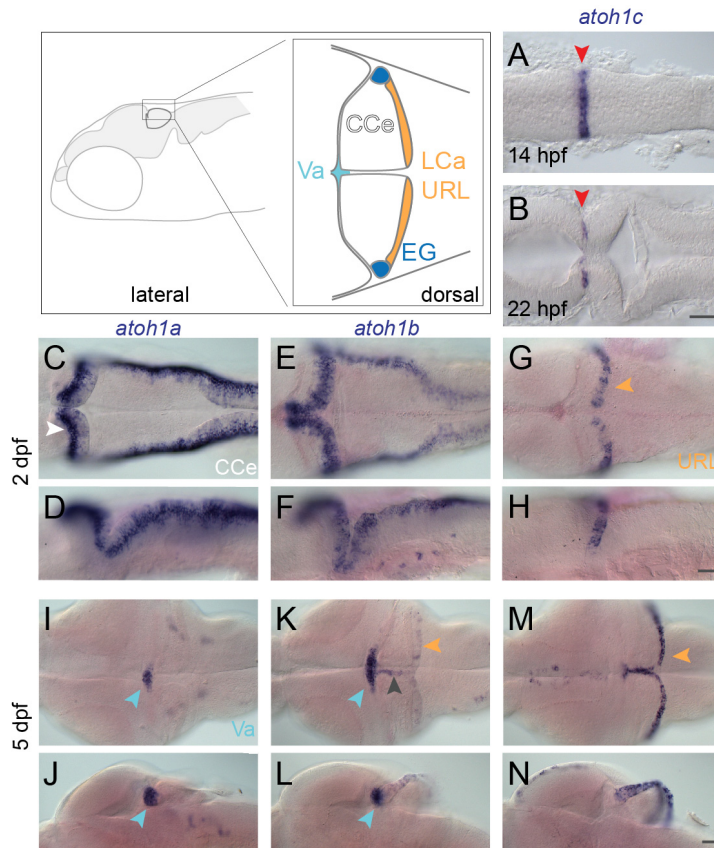 atoh1c
A
14 hpf
B
22 hpf
CCe
Va
LCa
URL
EG
lateral
dorsal
atoh1a
atoh1b
2 dpf
C
CCe
E
G
URL
D
F
H
5 dpf
I
Va
K
M
J
L
N